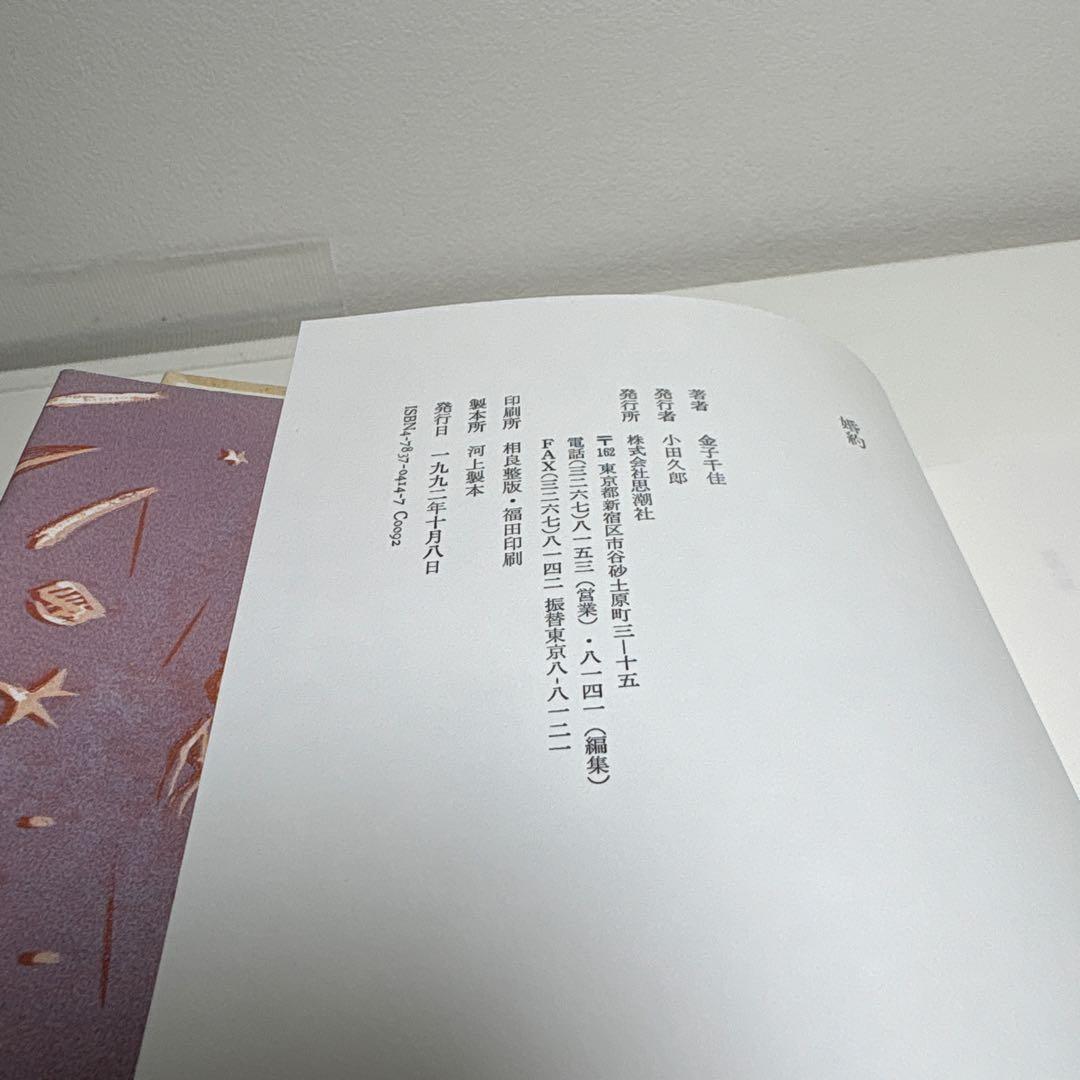 婚約
著者 金子千佳
発行者 小田久郎
発行所 株式会社思潮社
〒162 東京都新宿区市谷砂土原町三―十五
電話(三二六七)八一五三(営業)・八一四一(編集)
FAX(三二六七)八一四二 振替東京八-八一二一
印刷所 相良整版・福田印刷
製本所 河上製本
発行日 一九九二年十月八日
ISBN4-7837-0414-7 C0092